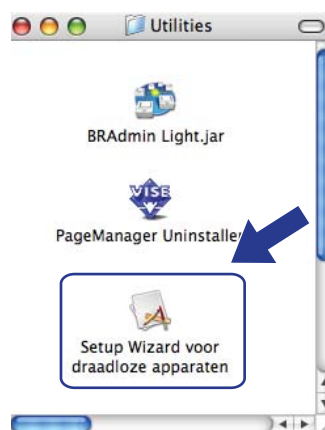 Utilities
BRAdmin Light.jar
VISE
PageManager Uninstaller
Setup Wizard voor
draadloze apparaten